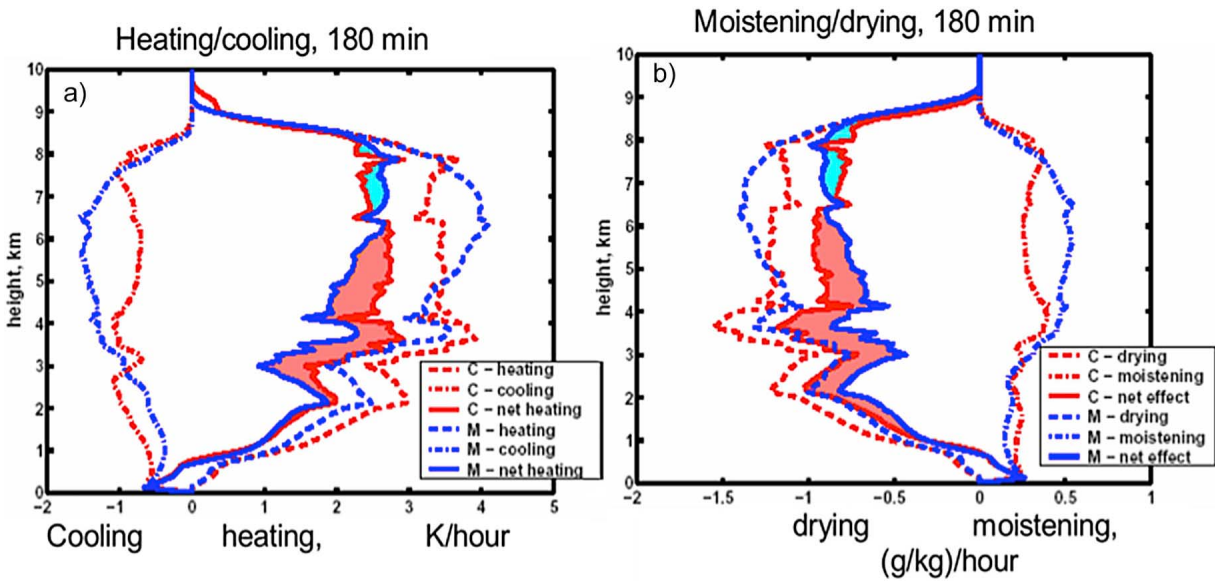 Heating/cooling, 180 min
a)
height, km
10
9
8
7
6
5
4
3
2
1
0
−2
−1
0
1
2
3
4
5
C – heating
C – cooling
C – net heating
M – heating
M – cooling
M – net heating
Cooling heating, K/hour
Moistening/drying, 180 min
b)
height, km
10
9
8
7
6
5
4
3
2
1
0
−2
−1.5
−1
−0.5
0
0.5
1
C – drying
C – moistening
C – net effect
M – drying
M – moistening
M – net effect
drying moistening,
(g/kg)/hour